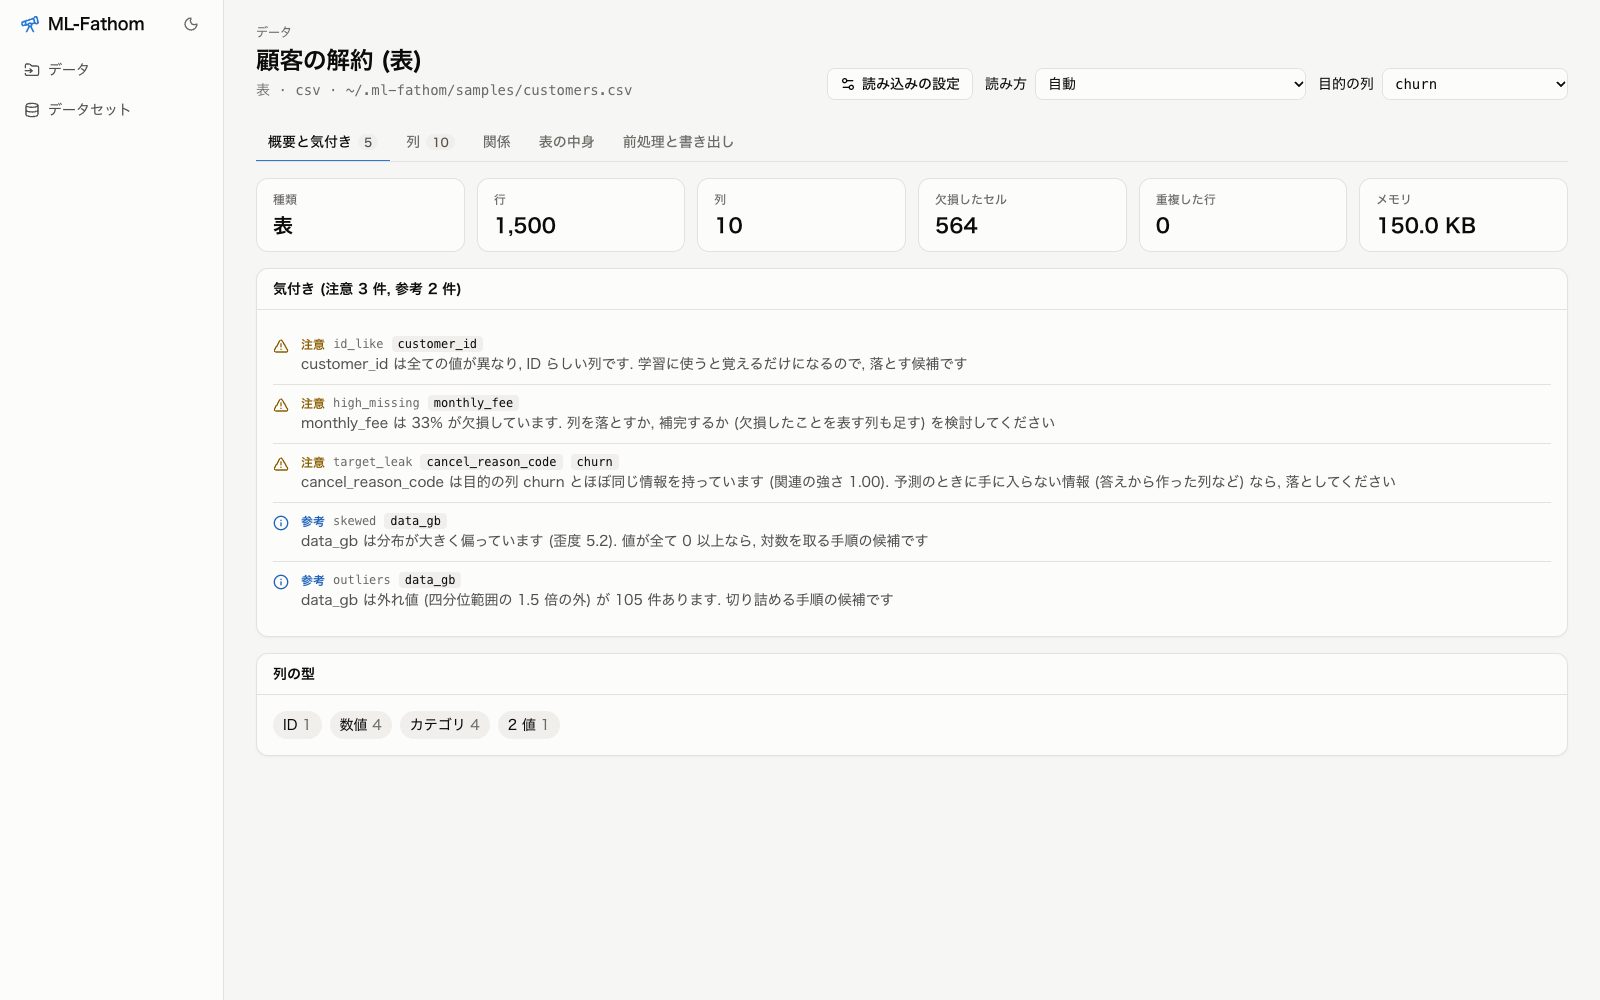 ML-Fathom
データ
データセット
データ
顧客の解約 (表)
表 · csv · ~/.ml-fathom/samples/customers.csv
読み込みの設定 読み方 自動 目的の列 churn
概要と気付き 5 列 10 関係 表の中身 前処理と書き出し
種類 行 列 欠損したセル 重複した行 メモリ
表 1,500 10 564 0 150.0 KB
気付き (注意 3 件, 参考 2 件)
注意 id_like customer_id
customer_id は全ての値が異なり, ID らしい列です. 学習に使うと覚えるだけになるので, 落とす候補です
注意 high_missing monthly_fee
monthly_fee は 33% が欠損しています. 列を落とすか, 補完するか (欠損したことを表す列も足す) を検討してください
注意 target_leak cancel_reason_code churn
cancel_reason_code は目的の列 churn とほぼ同じ情報を持っています (関連の強さ 1.00). 予測のときに手に入らない情報 (答えから作った列など) なら, 落としてください
参考 skewed data_gb
data_gb は分布が大きく偏っています (歪度 5.2). 値が全て 0 以上なら, 対数を取る手順の候補です
参考 outliers data_gb
data_gb は外れ値 (四分位範囲の 1.5 倍の外) が 105 件あります. 切り詰める手順の候補です
列の型
ID 1 数値 4 カテゴリ 4 2 値 1